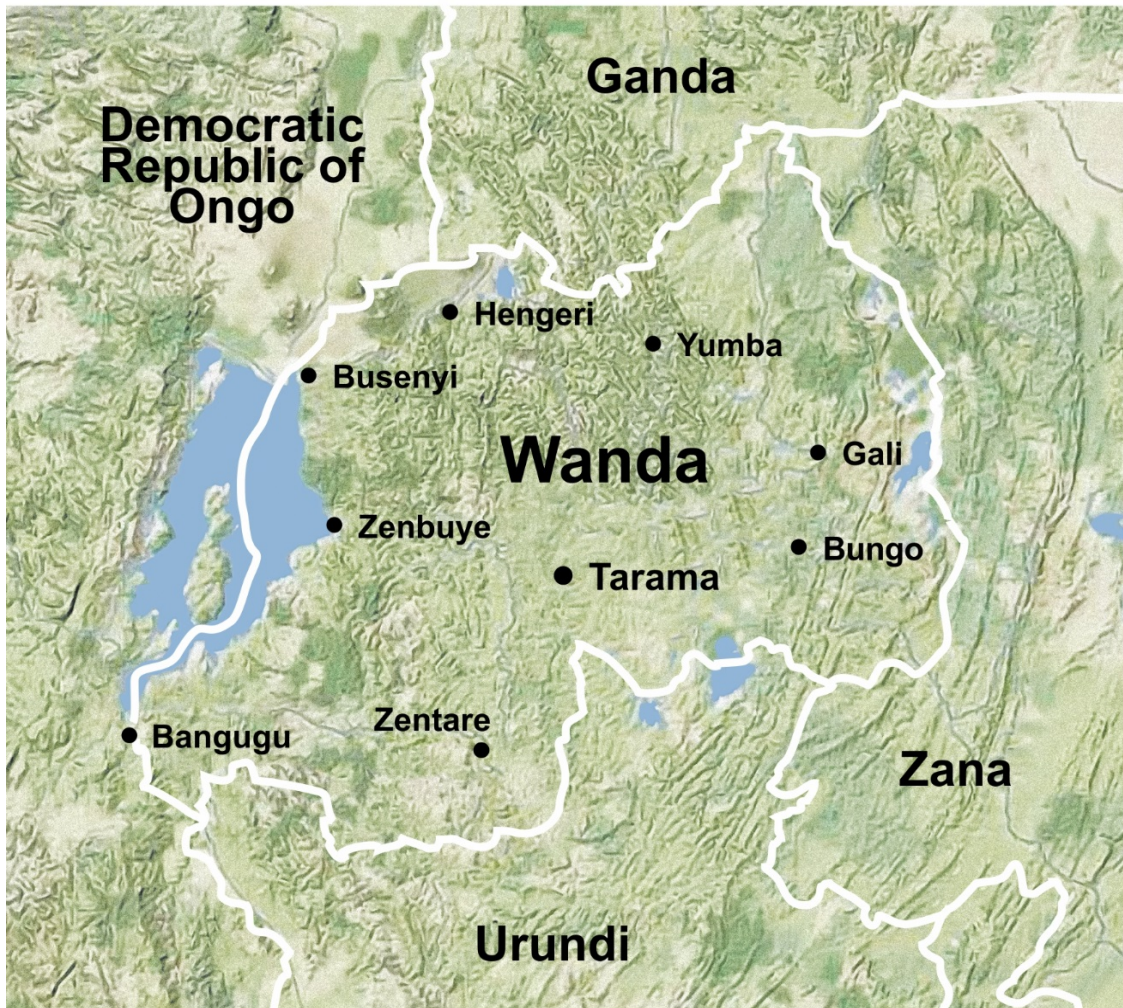 Ganda
Democratic
Republic of
Ongo
Hengeri
Yumba
Busenyi
Wanda
Gali
Zenbuye
Bungo
Tarama
Zentare
Bangugu
Zana
Urundi